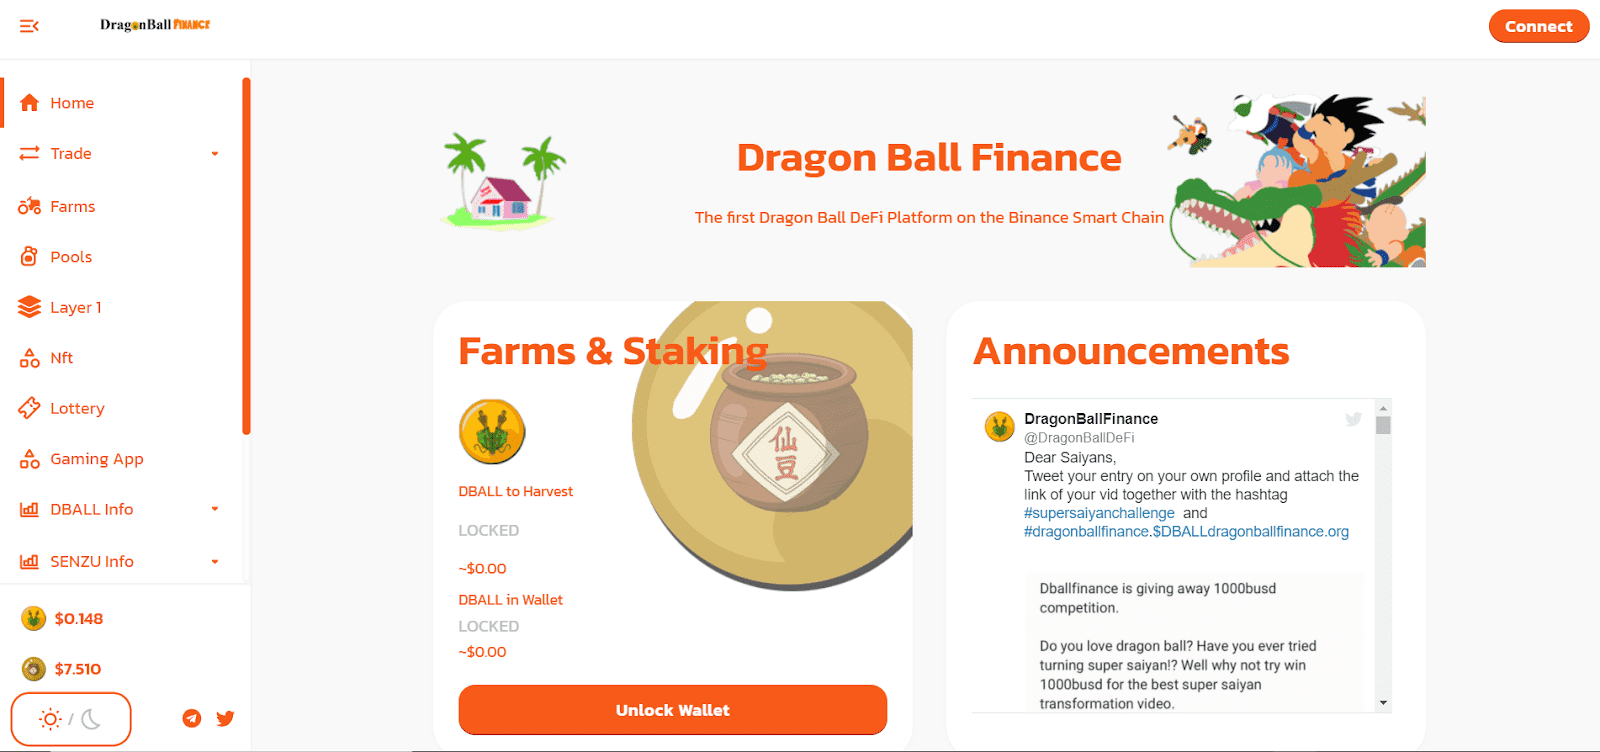 DragonBall FINANCE
Connect
Home
Trade
Farms
Pools
Layer 1
Nft
Lottery
Gaming App
DBALL Info
SENZU Info
$0.148
$7.510
/
Dragon Ball Finance
The first Dragon Ball DeFi Platform on the Binance Smart Chain
Farms & Staking
仙
豆
DBALL to Harvest
LOCKED
~$0.00
DBALL in Wallet
LOCKED
~$0.00
Unlock Wallet
Announcements
DragonBallFinance
@DragonBallDeFi
Dear Saiyans,
Tweet your entry on your own profile and attach the
link of your vid together with the hashtag
#supersaiyanchallenge and
#dragonballfinance.$DBALLdragonballfinance.org
Dballfinance is giving away 1000busd
competition.
Do you love dragon ball? Have you ever tried
turning super saiyan!? Well why not try win
1000busd for the best super saiyan
transformation video.